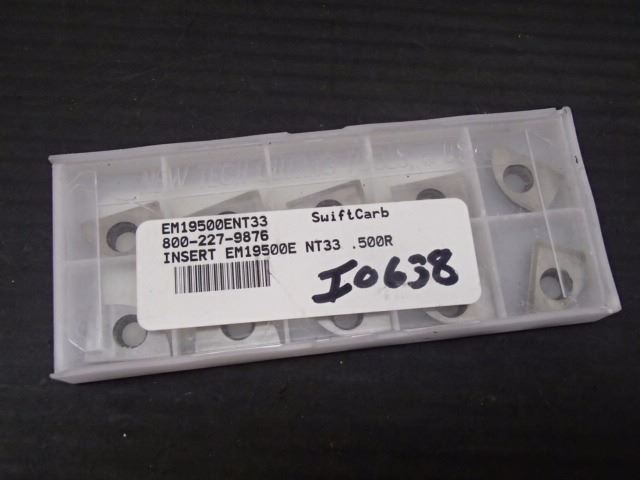 EM19500ENT33 SwiftCarb
800-227-9876
INSERT EM19500E NT33 .500R
I0638